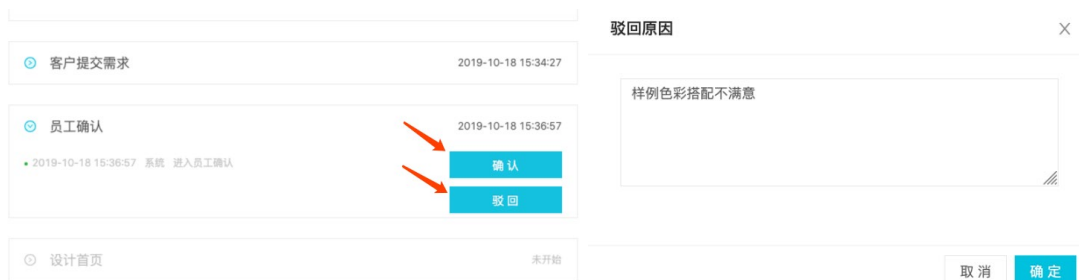 客户提交需求 2019-10-18 15:34:27
员工确认 2019-10-18 15:36:57
2019-10-18 15:36:57 系统 进入员工确认
确 认
驳 回
设计首页 未开始
驳回原因
样例色彩搭配不满意
取 消 确 定